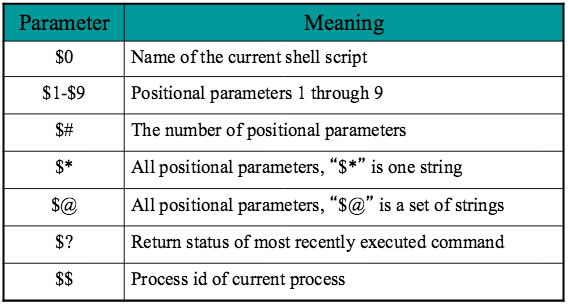 Parameter Meaning
$0 Name of the current shell script
$1-$9 Positional parameters 1 through 9
$# The number of positional parameters
$* All positional parameters, “$*” is one string
$@ All positional parameters, “$@” is a set of strings
$? Return status of most recently executed command
$$ Process id of current process